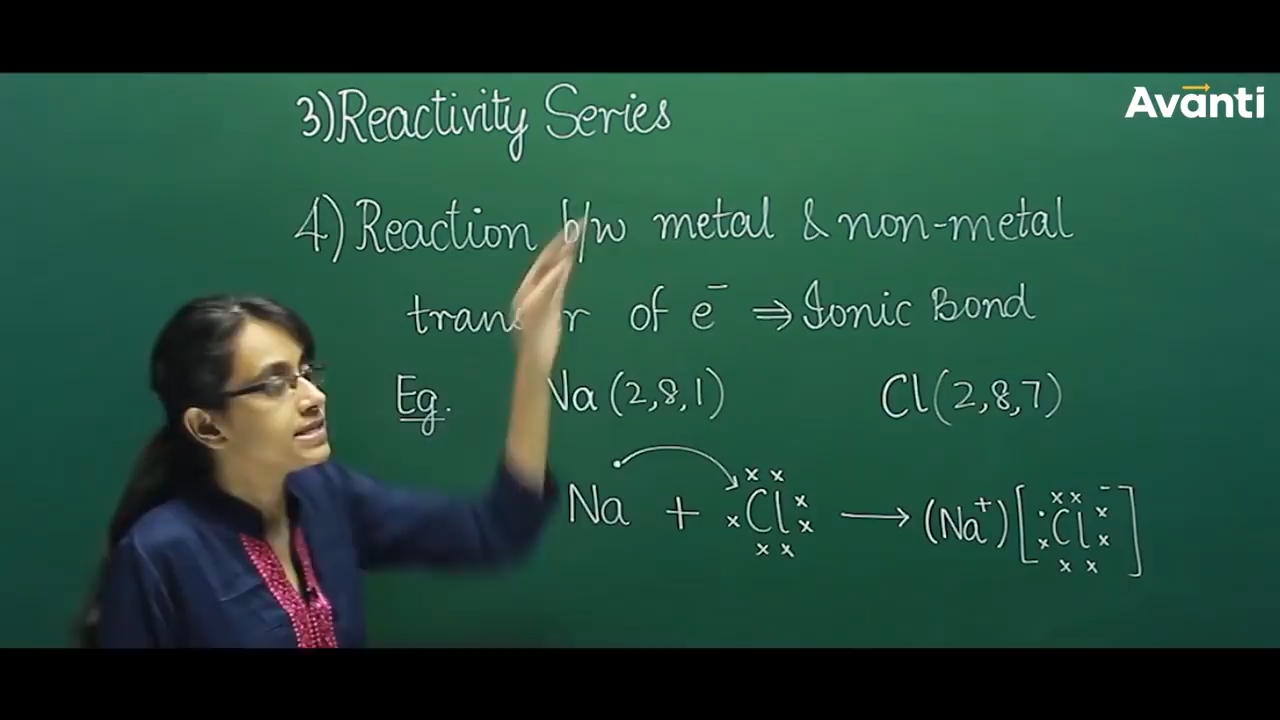 Avanti
3) Reactivity Series
4) Reaction b/w metal & non-metal
transfer of e⁻ ⇒ Ionic Bond
Eg. Na (2,8,1) Cl (2,8,7)
Na + Cl → (Na⁺) [Cl⁻]